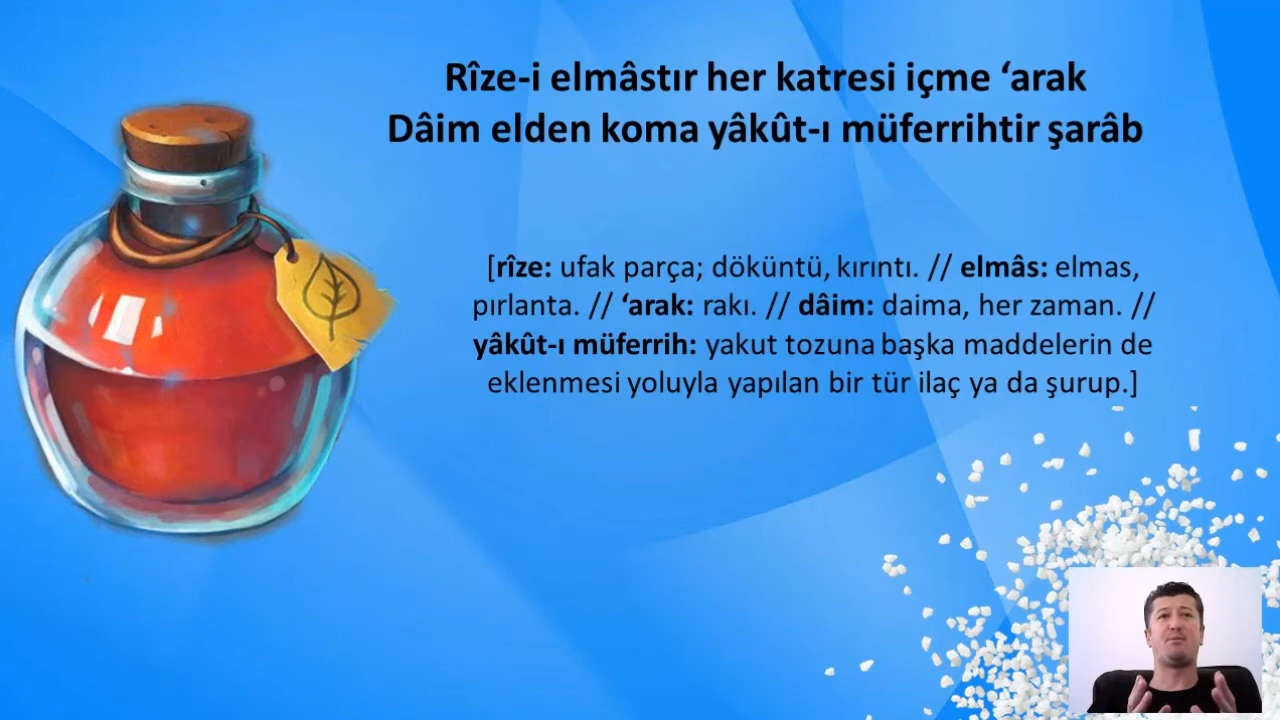 Rîze-i elmâstır her katresi içme ‘arak
Dâim elden koma yâkût-ı müferrihtir şarâb
[rîze: ufak parça; döküntü, kırıntı. // elmâs: elmas,
pırlanta. // ‘arak: rakı. // dâim: daima, her zaman. //
yâkût-ı müferrih: yakut tozuna başka maddelerin de
eklenmesi yoluyla yapılan bir tür ilaç ya da şurup.]